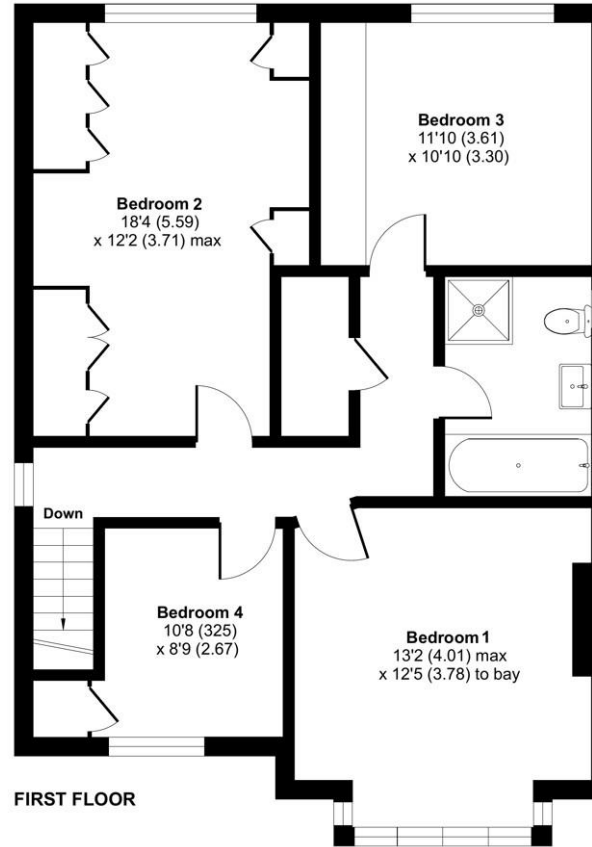 Bedroom 3
11'10 (3.61)
x 10'10 (3.30)
Bedroom 2
18'4 (5.59)
x 12'2 (3.71) max
Down
Bedroom 4
10'8 (325)
x 8'9 (2.67)
Bedroom 1
13'2 (4.01) max
x 12'5 (3.78) to bay
FIRST FLOOR